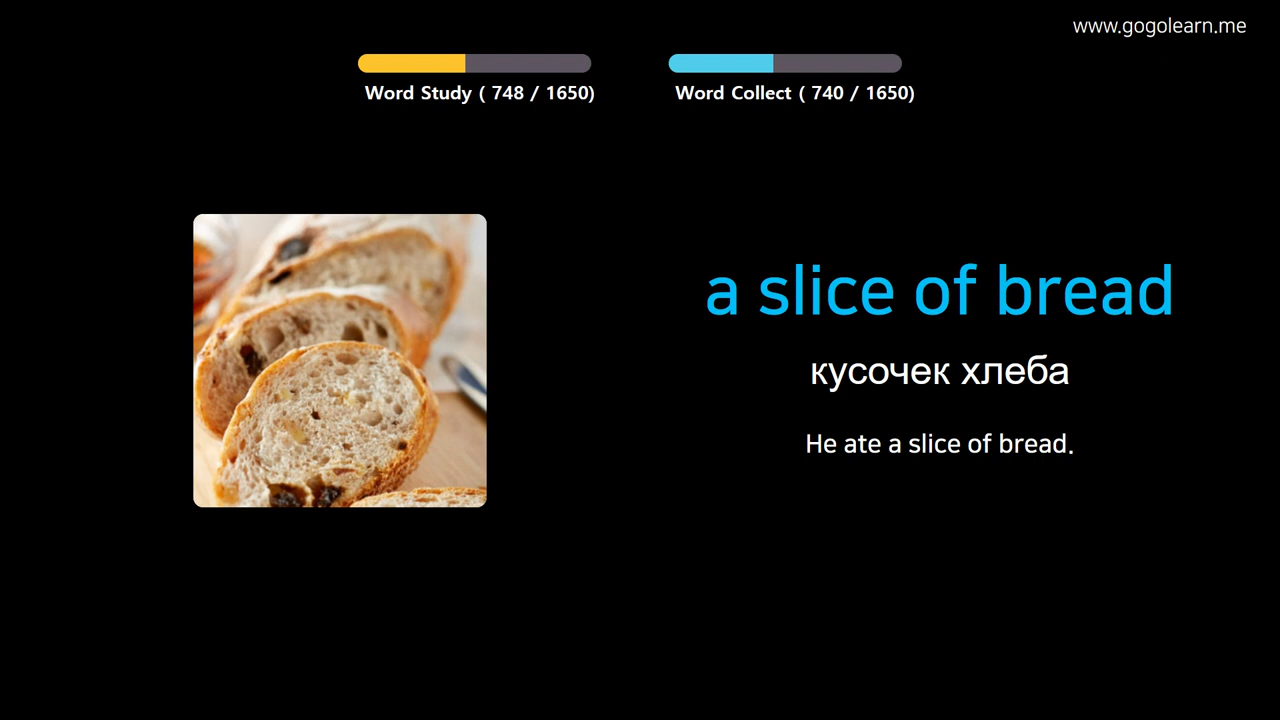 www.gogolearn.me
Word Study ( 748 / 1650)
Word Collect ( 740 / 1650)
a slice of bread
кусочек хлеба
He ate a slice of bread.